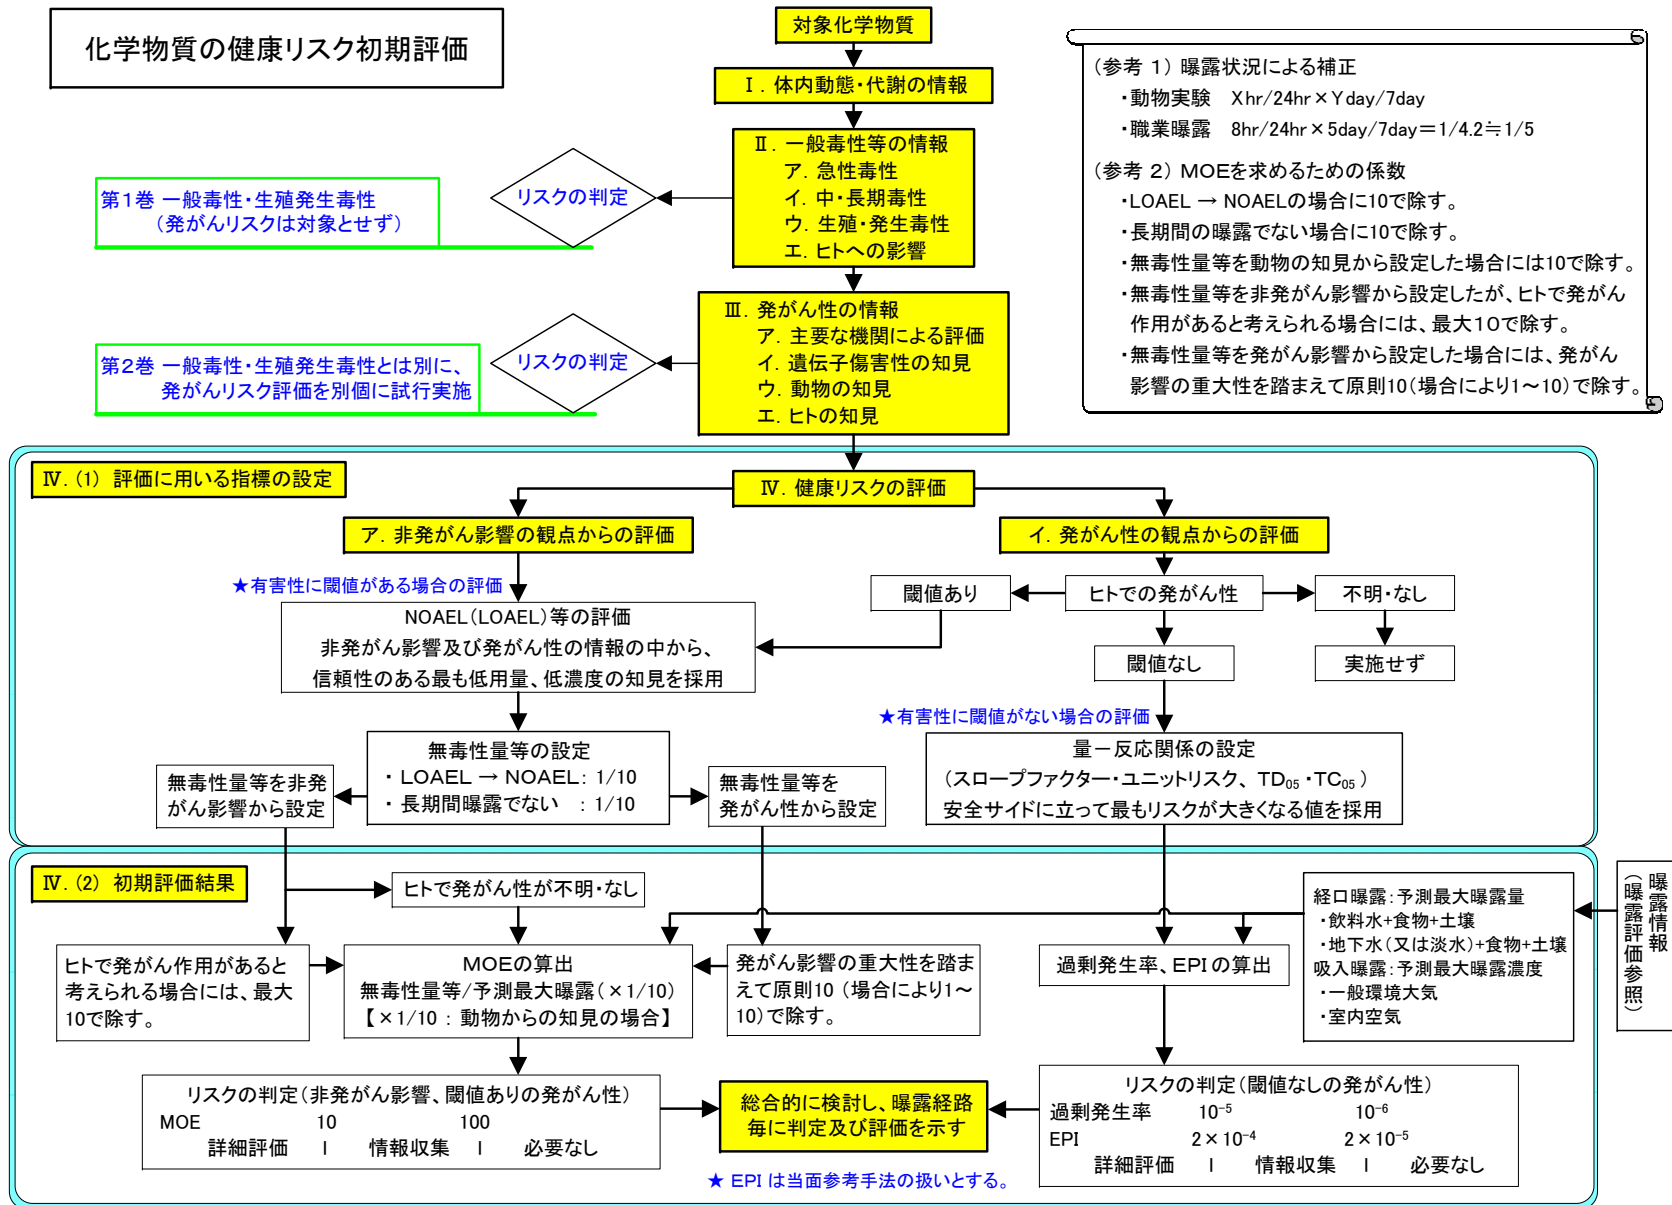 化学物質の健康リスク初期評価
対象化学物質
Ⅰ. 体内動態・代謝の情報
Ⅱ. 一般毒性等の情報
ア. 急性毒性
イ. 中・長期毒性
ウ. 生殖・発生毒性
エ. ヒトへの影響
リスクの判定
第1巻 一般毒性・生殖発生毒性
(発がんリスクは対象とせず)
Ⅲ. 発がん性の情報
ア. 主要な機関による評価
イ. 遺伝子傷害性の知見
ウ. 動物の知見
エ. ヒトの知見
リスクの判定
第2巻 一般毒性・生殖発生毒性とは別に、
発がんリスク評価を別個に試行実施
(参考 1) 曝露状況による補正
・動物実験 Xhr/24hr×Yday/7day
・職業曝露 8hr/24hr×5day/7day=1/4.2≒1/5
(参考 2) MOEを求めるための係数
・LOAEL → NOAELの場合に10で除す。
・長期間の曝露でない場合に10で除す。
・無毒性量等を動物の知見から設定した場合には10で除す。
・無毒性量等を非発がん影響から設定したが、ヒトで発がん
作用があると考えられる場合には、最大10で除す。
・無毒性量等を発がん影響から設定した場合には、発がん
影響の重大性を踏まえて原則10(場合により1~10)で除す。
Ⅳ. (1) 評価に用いる指標の設定
Ⅳ. 健康リスクの評価
ア. 非発がん影響の観点からの評価
イ. 発がん性の観点からの評価
★有害性に閾値がある場合の評価
閾値あり
ヒトでの発がん性
不明・なし
NOAEL(LOAEL)等の評価
非発がん影響及び発がん性の情報の中から、
信頼性のある最も低用量、低濃度の知見を採用
閾値なし
実施せず
★有害性に閾値がない場合の評価
無毒性量等の設定
・ LOAEL → NOAEL: 1/10
・ 長期間曝露でない : 1/10
無毒性量等を非発
がん影響から設定
無毒性量等を
発がん性から設定
量-反応関係の設定
(スロープファクター・ユニットリスク、 TD₀₅・TC₀₅)
安全サイドに立って最もリスクが大きくなる値を採用
Ⅳ. (2) 初期評価結果
ヒトで発がん性が不明・なし
曝露情報
(曝露評価参照)
経口曝露:予測最大曝露量
・飲料水+食物+土壌
・地下水(又は淡水)+食物+土壌
吸入曝露:予測最大曝露濃度
・一般環境大気
・室内空気
ヒトで発がん作用があると
考えられる場合には、最大
10で除す。
MOEの算出
無毒性量等/予測最大曝露(×1/10)
【×1/10 : 動物からの知見の場合】
発がん影響の重大性を踏ま
えて原則10 (場合により1~
10)で除す。
過剰発生率、EPIの算出
リスクの判定(非発がん影響、閾値ありの発がん性)
MOE 10 100
詳細評価 | 情報収集 | 必要なし
総合的に検討し、曝露経路
毎に判定及び評価を示す
リスクの判定(閾値なしの発がん性)
過剰発生率 10⁻⁵ 10⁻⁶
EPI 2×10⁻⁴ 2×10⁻⁵
詳細評価 | 情報収集 | 必要なし
★ EPI は当面参考手法の扱いとする。